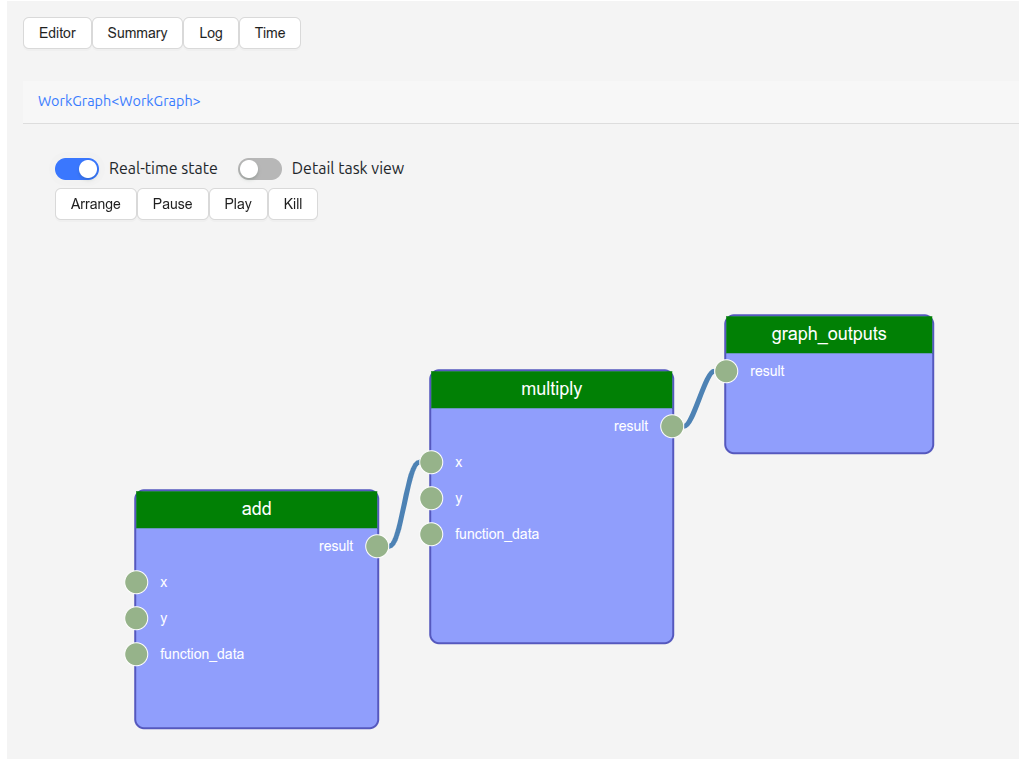 Editor Summary Log Time
WorkGraph<WorkGraph>
Real-time state Detail task view
Arrange Pause Play Kill
graph_outputs
result
multiply
result
x
y
function_data
add
result
x
y
function_data